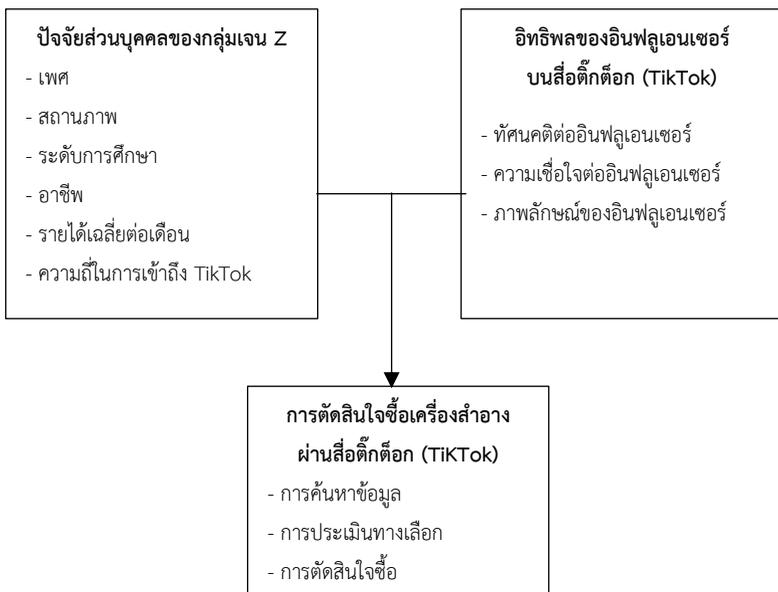 ปัจจัยส่วนบุคคลของกลุ่มเจน Z
- เพศ
- สถานภาพ
- ระดับการศึกษา
- อาชีพ
- รายได้เฉลี่ยต่อเดือน
- ความถี่ในการเข้าถึง TikTok
อิทธิพลของอินฟลูเอนเซอร์
บนสื่อติ๊กต็อก (TikTok)
- ทัศนคติต่ออินฟลูเอนเซอร์
- ความเชื่อใจต่ออินฟลูเอนเซอร์
- ภาพลักษณ์ของอินฟลูเอนเซอร์
การตัดสินใจซื้อเครื่องสำอาง
ผ่านสื่อติ๊กต็อก (TiKTok)
- การค้นหาข้อมูล
- การประเมินทางเลือก
- การตัดสินใจซื้อ